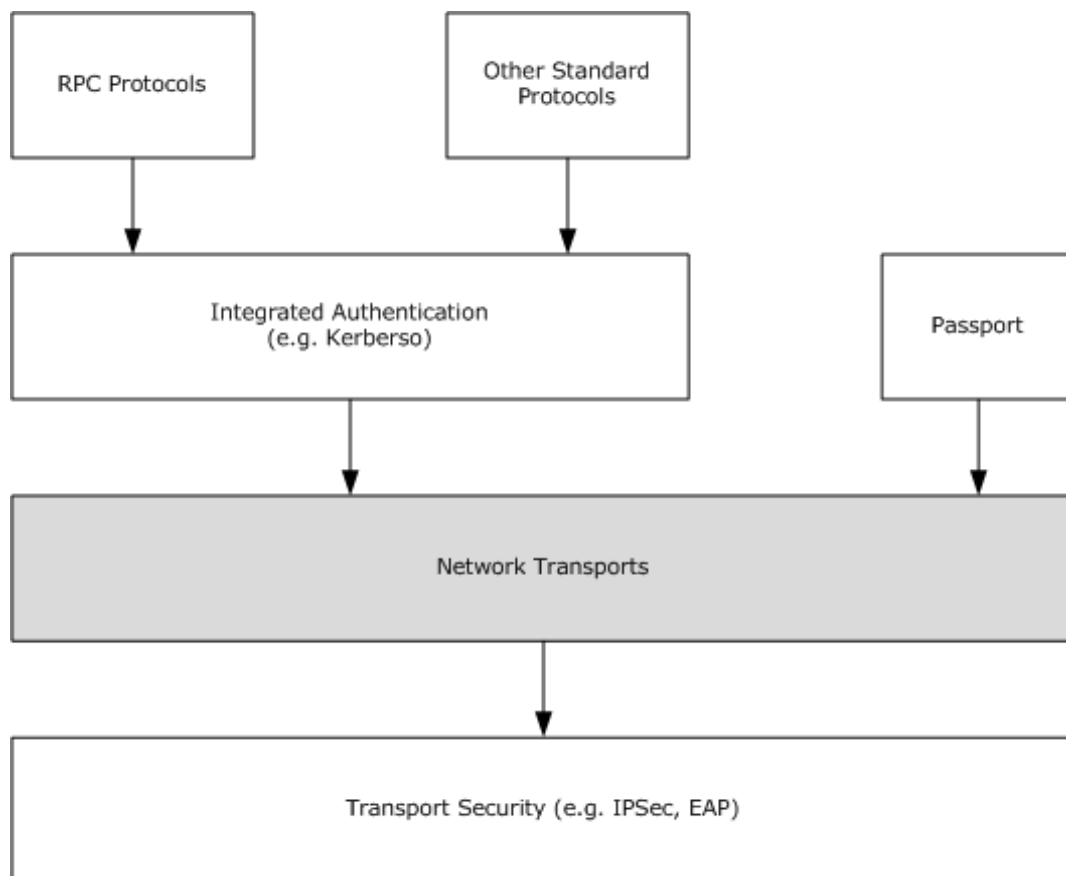 RPC Protocols
Other Standard
Protocols
Integrated Authentication
(e.g. Kerberso)
Passport
Network Transports
Transport Security (e.g. IPSec, EAP)